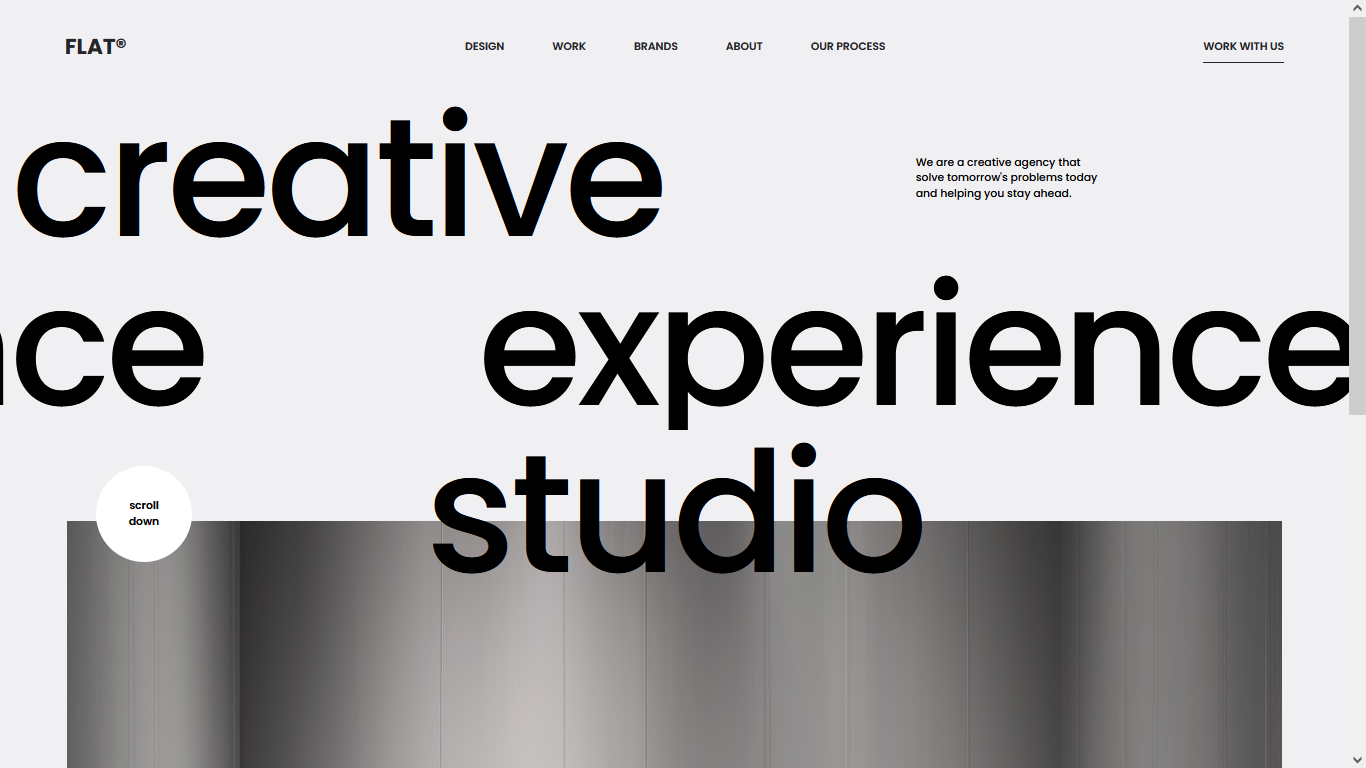 FLAT®
DESIGN WORK BRANDS ABOUT OUR PROCESS
WORK WITH US
creative
We are a creative agency that
solve tomorrow's problems today
and helping you stay ahead.
nce experience
studio
scroll
down